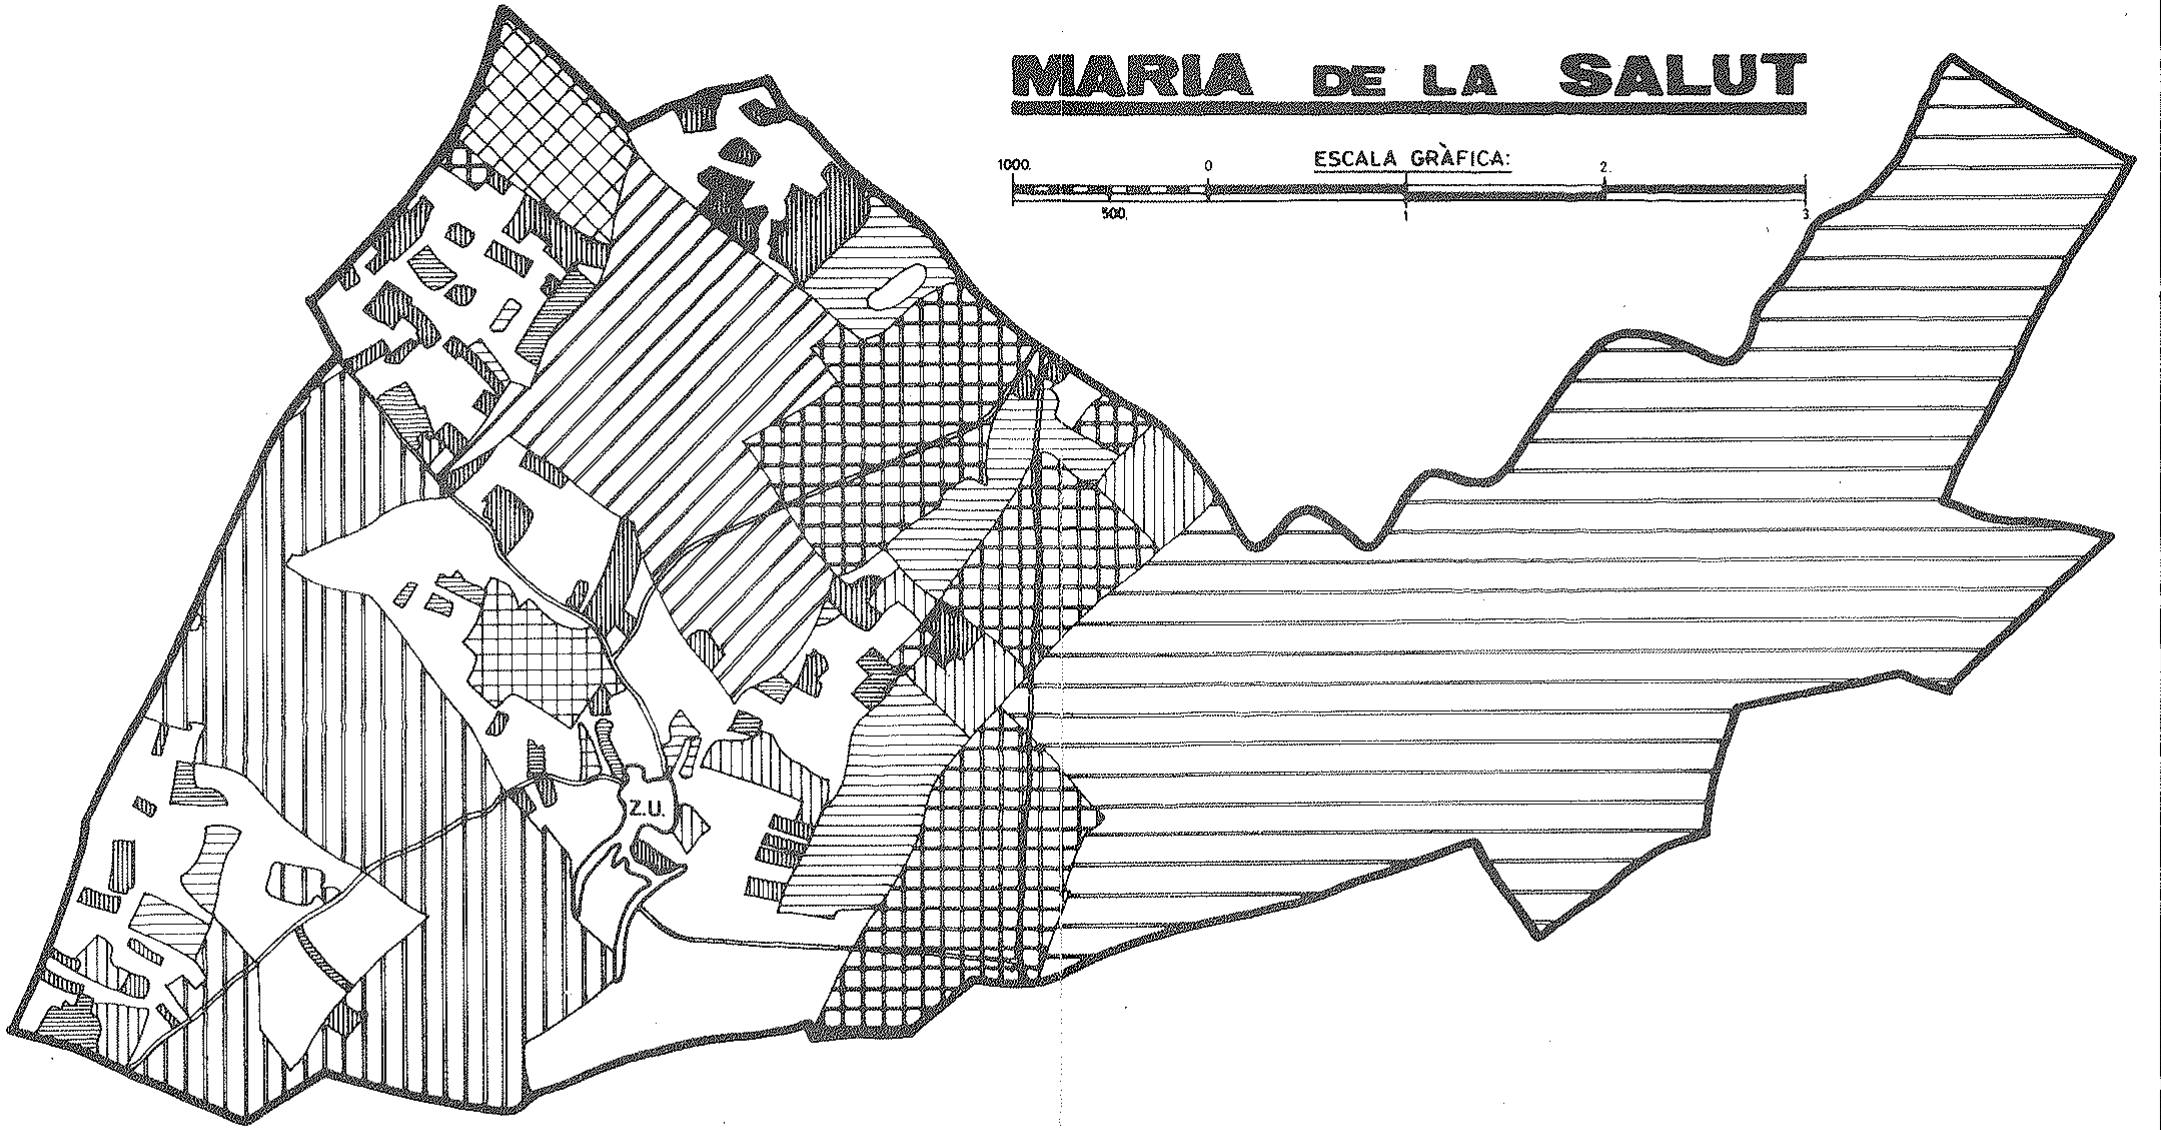 MARIA DE LA SALUT
ESCALA GRÀFICA:
1000. 0 2.
500. 1 3
Z.U.